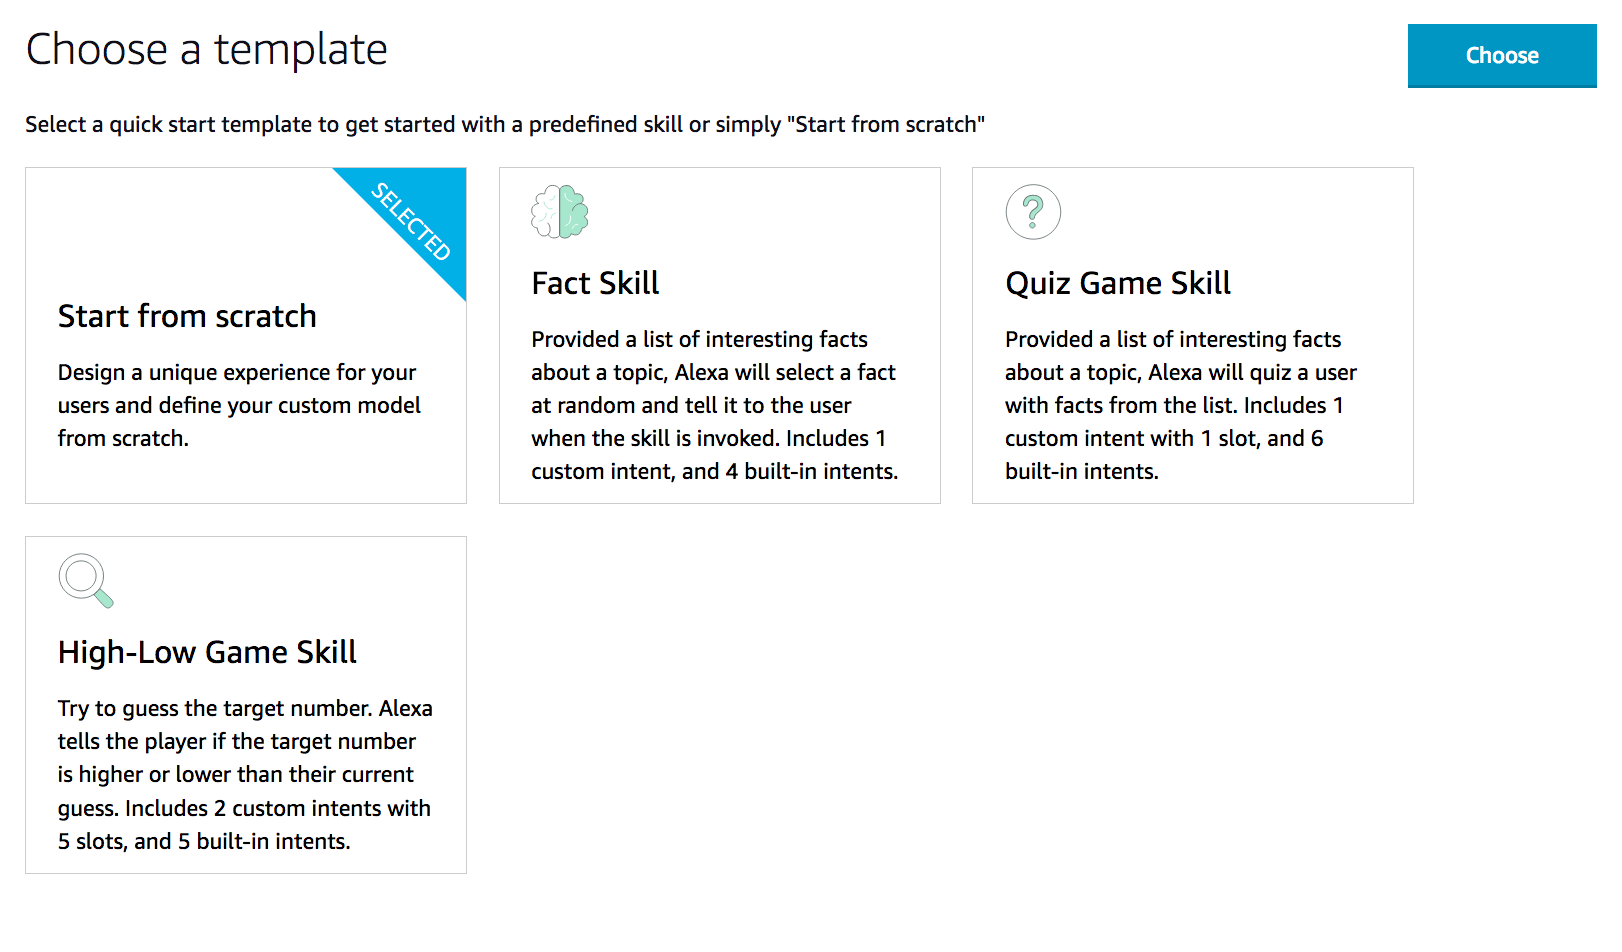 Choose a template
Choose
Select a quick start template to get started with a predefined skill or simply "Start from scratch"
SELECTED
Start from scratch
Design a unique experience for your
users and define your custom model
from scratch.
Fact Skill
Provided a list of interesting facts
about a topic, Alexa will select a fact
at random and tell it to the user
when the skill is invoked. Includes 1
custom intent, and 4 built-in intents.
?
Quiz Game Skill
Provided a list of interesting facts
about a topic, Alexa will quiz a user
with facts from the list. Includes 1
custom intent with 1 slot, and 6
built-in intents.
High-Low Game Skill
Try to guess the target number. Alexa
tells the player if the target number
is higher or lower than their current
guess. Includes 2 custom intents with
5 slots, and 5 built-in intents.